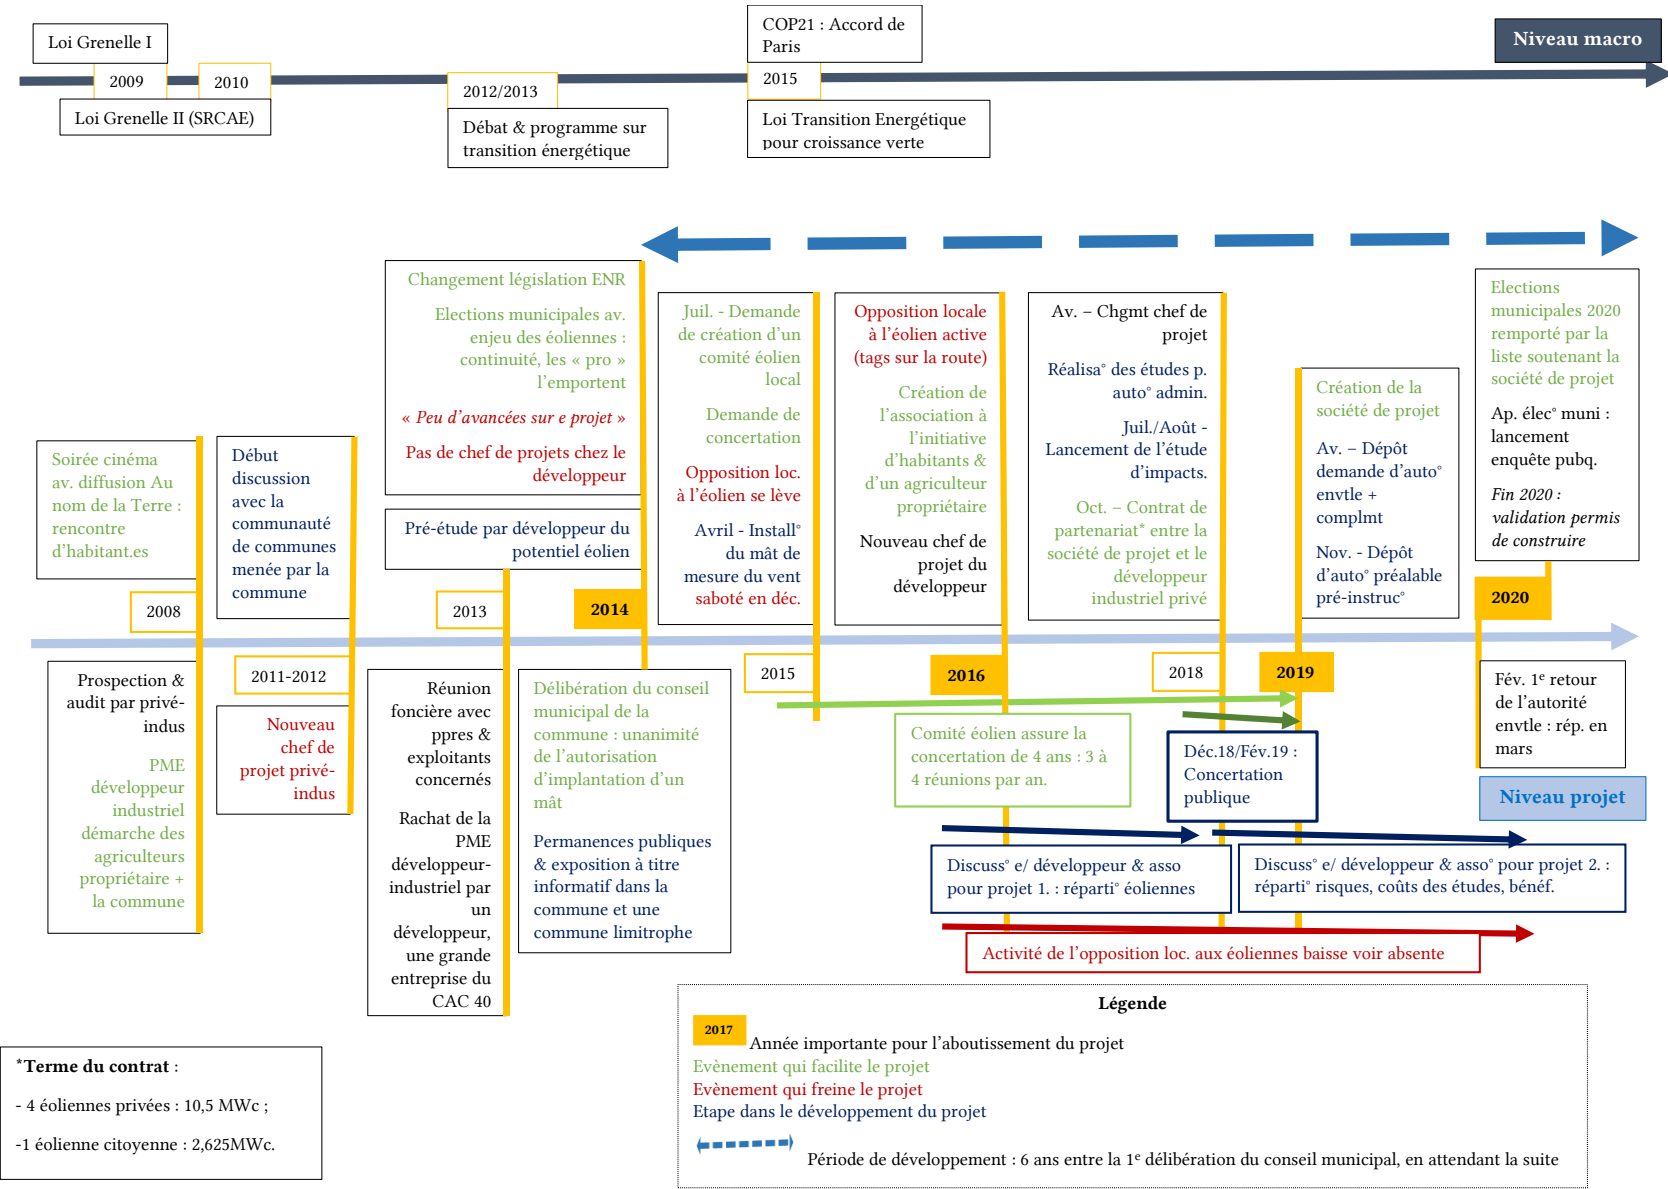 Loi Grenelle I
2009
2010
Loi Grenelle II (SRCAE)
2012/2013
Débat & programme sur
transition énergétique
COP21 : Accord de
Paris
2015
Loi Transition Energétique
pour croissance verte
Niveau macro
Soirée cinéma
av. diffusion Au
nom de la Terre :
rencontre
d’habitant.es
2008
Prospection &
audit par privé-
indus
PME
développeur
industriel
démarche des
agriculteurs
propriétaire +
la commune
Début
discussion
avec la
communauté
de communes
menée par la
commune
2011-2012
Nouveau
chef de
projet privé-
indus
Changement législation ENR
Elections municipales av.
enjeu des éoliennes :
continuité, les « pro »
l’emportent
« Peu d’avancées sur e projet »
Pas de chef de projets chez le
développeur
Pré-étude par développeur du
potentiel éolien
2013
2014
Réunion
foncière avec
ppres &
exploitants
concernés
Rachat de la
PME
développeur-
industriel par
un
développeur,
une grande
entreprise du
CAC 40
Délibération du conseil
municipal de la
commune : unanimité
de l’autorisation
d’implantation d’un
mât
Permanences publiques
& exposition à titre
informatif dans la
commune et une
commune limitrophe
Juil. - Demande
de création d’un
comité éolien
local
Demande de
concertation
Opposition loc.
à l’éolien se lève
Avril - Install°
du mât de
mesure du vent
saboté en déc.
2015
Opposition locale
à l’éolien active
(tags sur la route)
Création de
l’association à
l’initiative
d’habitants &
d’un agriculteur
propriétaire
Nouveau chef de
projet du
développeur
2016
Av. – Chgmt chef de
projet
Réalisa° des études p.
auto° admin.
Juil./Août -
Lancement de l’étude
d’impacts.
Oct. – Contrat de
partenariat* entre la
société de projet et le
développeur
industriel privé
2018
Création de la
société de projet
Av. – Dépôt
demande d’auto°
envtle +
complmt
Nov. - Dépôt
d’auto° préalable
pré-instruc°
2019
Elections
municipales 2020
remporté par la
liste soutenant la
société de projet
Ap. élec° muni :
lancement
enquête pubq.
Fin 2020 :
validation permis
de construire
2020
Fév. 1e retour
de l’autorité
envtle : rép. en
mars
Niveau projet
Comité éolien assure la
concertation de 4 ans : 3 à
4 réunions par an.
Déc.18/Fév.19 :
Concertation
publique
Discuss° e/ développeur & asso
pour projet 1. : réparti° éoliennes
Discuss° e/ développeur & asso° pour projet 2. :
réparti° risques, coûts des études, bénéf.
Activité de l’opposition loc. aux éoliennes baisse voir absente
Légende
2017
Année importante pour l’aboutissement du projet
Evènement qui facilite le projet
Evènement qui freine le projet
Etape dans le développement du projet
Période de développement : 6 ans entre la 1e délibération du conseil municipal, en attendant la suite
*Terme du contrat :
- 4 éoliennes privées : 10,5 MWc ;
-1 éolienne citoyenne : 2,625MWc.